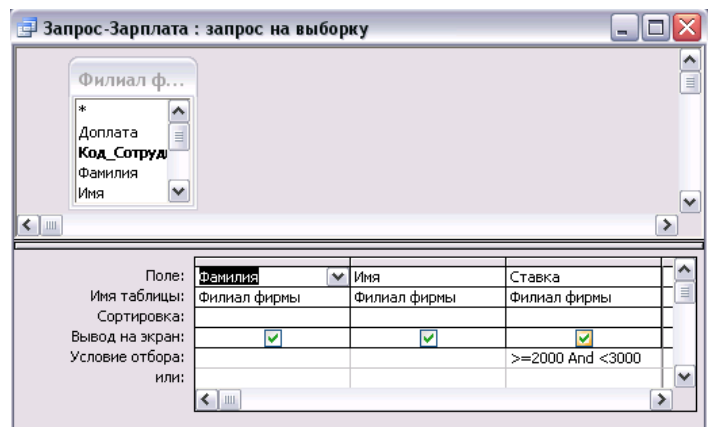 Запрос-Зарплата : запрос на выборку
Филиал ф...
*
Доплата
Код_Сотруд
Фамилия
Имя
Поле: Фамилия Имя Ставка
Имя таблицы: Филиал фирмы Филиал фирмы Филиал фирмы
Сортировка:
Вывод на экран:
Условие отбора: >=2000 And <3000
или: